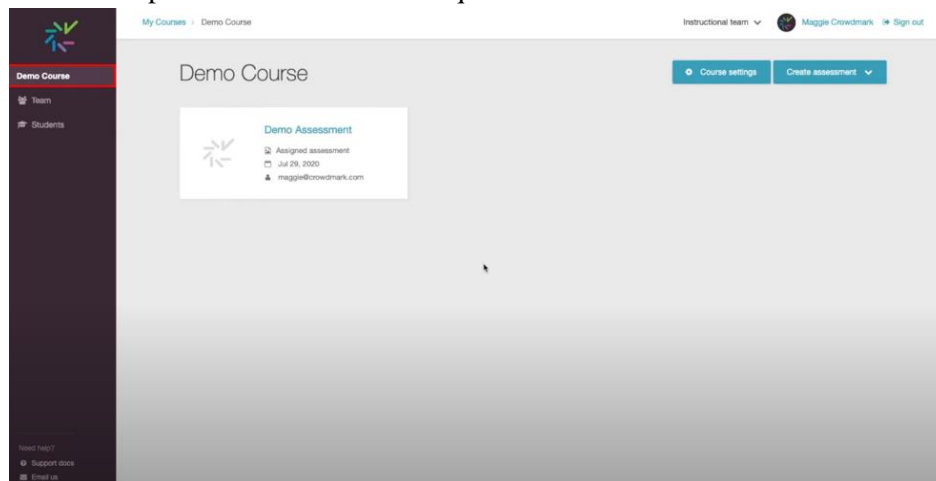 My Courses › Demo Course
Instructional team
Maggie Crowdmark
Sign out
Demo Course
Team
Students
Demo Course
Course settings
Create assessment
Demo Assessment
Assigned assessment
Jul 29, 2020
maggie@crowdmark.com
Need help?
Support docs
Email us